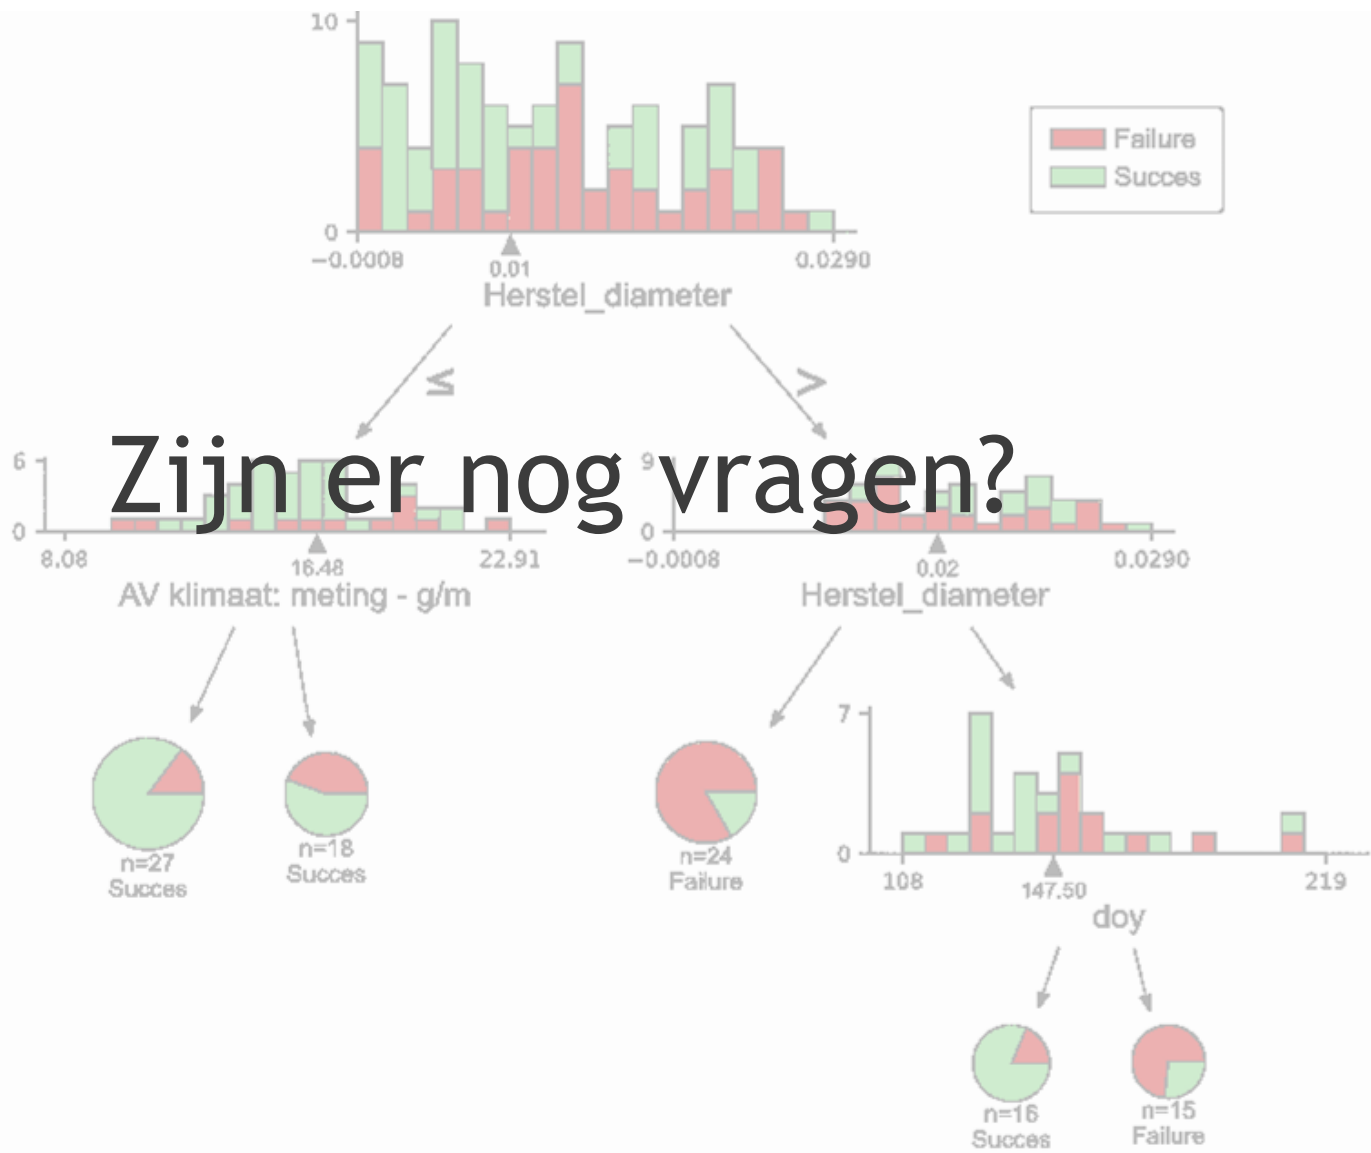 10
Failure
Succes
0
−0.0008
0.01
0.0290
Herstel_diameter
≤
>
Zijn er nog vragen?
6
9
0
0
8.08
16.48
22.91
−0.0008
0.02
0.0290
AV klimaat: meting - g/m
Herstel_diameter
7
n=27
Succes
n=18
Succes
n=24
Failure
0
108
147.50
219
doy
n=16
Succes
n=15
Failure